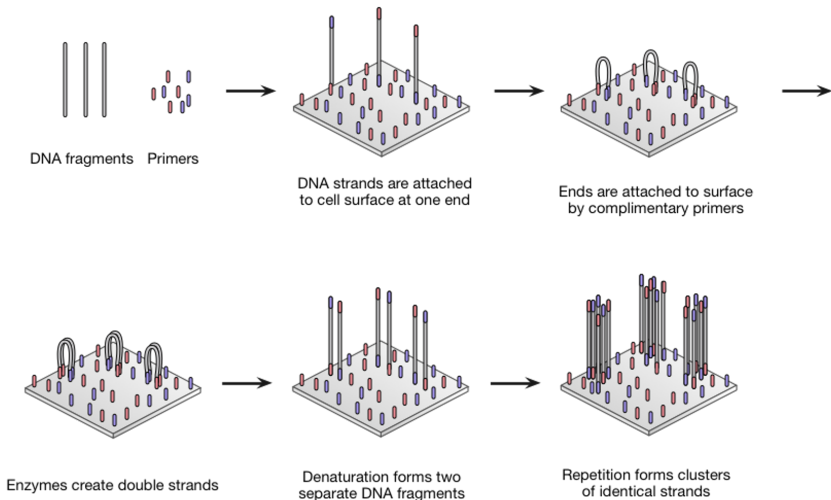 DNA fragments
Primers
DNA strands are attached
to cell surface at one end
Ends are attached to surface
by complimentary primers
Enzymes create double strands
Denaturation forms two
separate DNA fragments
Repetition forms clusters
of identical strands